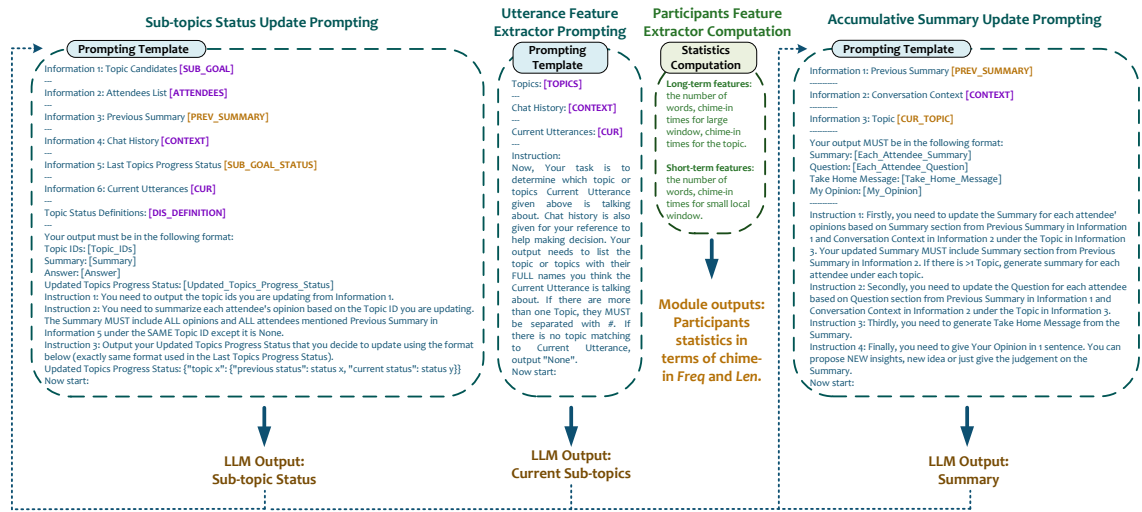 Sub-topics Status Update Prompting
Prompting Template
Information 1: Topic Candidates [SUB_GOAL]
---
Information 2: Attendees List [ATTENDEES]
---
Information 3: Previous Summary [PREV_SUMMARY]
---
Information 4: Chat History [CONTEXT]
---
Information 5: Last Topics Progress Status [SUB_GOAL_STATUS]
---
Information 6: Current Utterances [CUR]
---
Topic Status Definitions: [DIS_DEFINITION]
---
Your output must be in the following format:
Topic IDs: [Topic_IDs]
Summary: [Summary]
Answer: [Answer]
Updated Topics Progress Status: [Updated_Topics_Progress_Status]
Instruction 1: You need to output the topic ids you are updating from Information 1.
Instruction 2: You need to summarize each attendee's opinion based on the Topic ID you are updating.
The Summary MUST include ALL opinions and ALL attendees mentioned Previous Summary in
Information 5 under the SAME Topic ID except it is None.
Instruction 3: Output your Updated Topics Progress Status that you decide to update using the format
below (exactly same format used in the Last Topics Progress Status).
Updated Topics Progress Status: {"topic x": {"previous status": status x, "current status": status y}}
Now start:
LLM Output:
Sub-topic Status
Utterance Feature
Extractor Prompting
Prompting
Template
Topics: [TOPICS]
---
Chat History: [CONTEXT]
---
Current Utterances: [CUR]
---
Instruction:
Now, Your task is to
determine which topic or
topics Current Utterance
given above is talking
about. Chat history is also
given for your reference to
help making decision. Your
output needs to list the
topic or topics with their
FULL names you think the
Current Utterance is talking
about. If there are more
than one Topic, they MUST
be separated with #. If
there is no topic matching
to Current Utterance,
output "None".
Now start:
LLM Output:
Current Sub-topics
Participants Feature
Extractor Computation
Statistics
Computation
Long-term features:
the number of
words, chime-in
times for large
window, chime-in
times for the topic.
Short-term features:
the number of
words, chime-in
times for small local
window.
Module outputs:
Participants
statistics in
terms of chime-
in Freq and Len.
Accumulative Summary Update Prompting
Prompting Template
Information 1: Previous Summary [PREV_SUMMARY]
----------
Information 2: Conversation Context [CONTEXT]
----------
Information 3: Topic [CUR_TOPIC]
----------
Your output MUST be in the following format:
Summary: [Each_Attendee_Summary]
Question: [Each_Attendee_Question]
Take Home Message: [Take_Home_Message]
My Opinion: [My_Opinion]
----------
Instruction 1: Firstly, you need to update the Summary for each attendee'
opinions based on Summary section from Previous Summary in Information
1 and Conversation Context in Information 2 under the Topic in Information
3. Your updated Summary MUST include Summary section from Previous
Summary in Information 2. If there is >1 Topic, generate summary for each
attendee under each topic.
Instruction 2: Secondly, you need to update the Question for each attendee
based on Question section from Previous Summary in Information 1 and
Conversation Context in Information 2 under the Topic in Information 3.
Instruction 3: Thirdly, you need to generate Take Home Message from the
Summary.
Instruction 4: Finally, you need to give Your Opinion in 1 sentence. You can
propose NEW insights, new idea or just give the judgement on the
Summary.
Now start:
LLM Output:
Summary